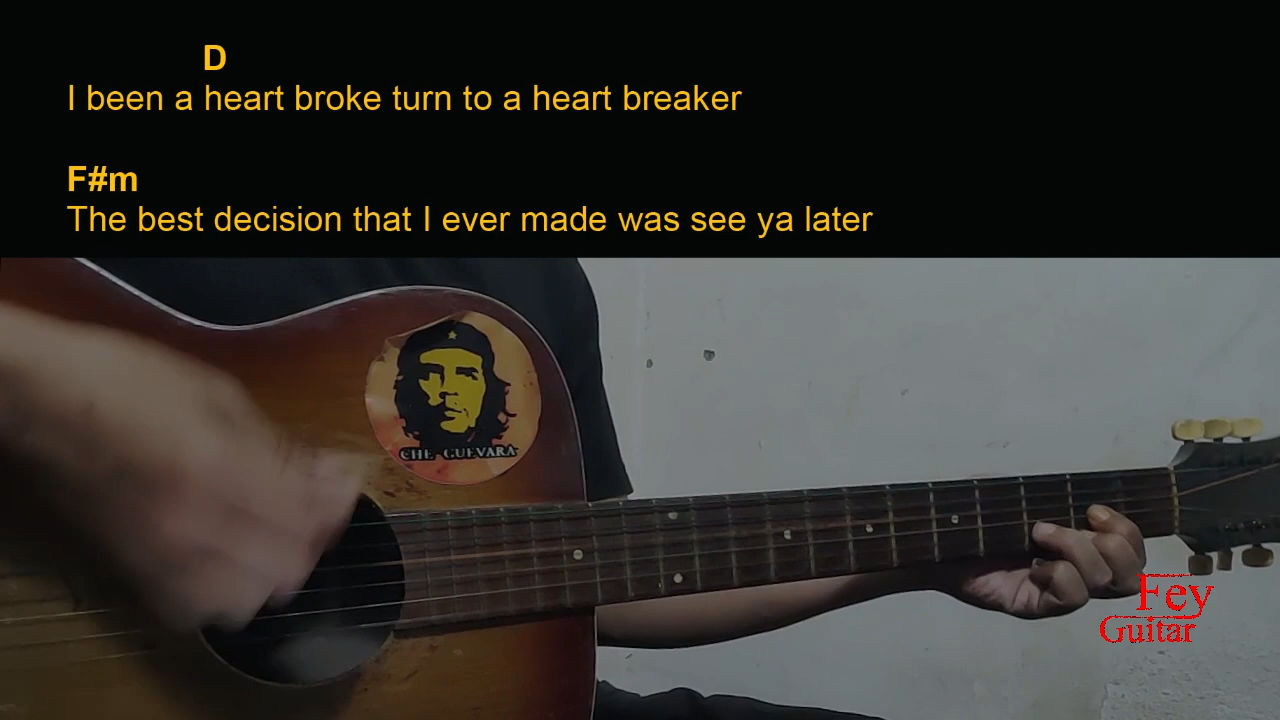 D
I been a heart broke turn to a heart breaker
F#m
The best decision that I ever made was see ya later
CHE GUEVARA
Fey
Guitar